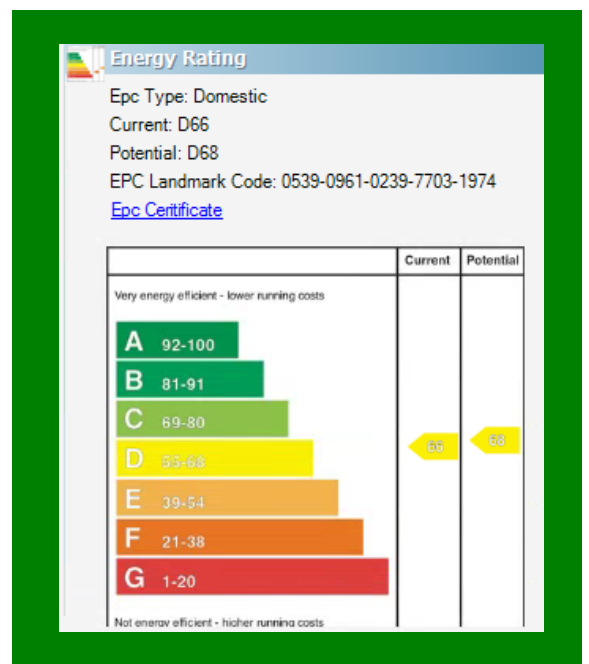 Energy Rating
Epc Type: Domestic
Current: D66
Potential: D68
EPC Landmark Code: 0539-0961-0239-7703-1974
Epc Ceritificate
Current Potential
Very energy efficient - lower running costs
A 92-100
B 81-91
C 69-80
D 55-68
E 39-54
F 21-38
G 1-20
66
68
Not energy efficient - higher running costs